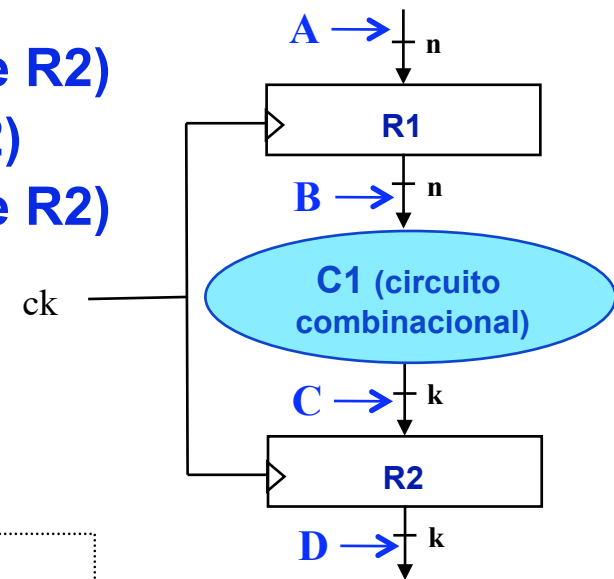 e R2)
2)
e R2)
A
n
R1
B
n
ck
C1 (circuito
combinacional)
C
k
R2
D
k